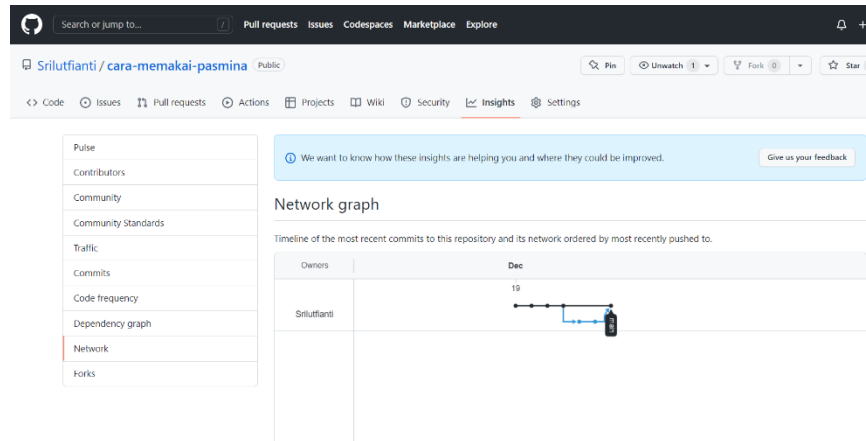 Search or jump to... / Pull requests Issues Codespaces Marketplace Explore
Srilutfianti / cara-memakai-pasmina Public Pin Unwatch 1 Fork 0 Star
<> Code Issues Pull requests Actions Projects Wiki Security Insights Settings
Pulse
Contributors
Community
Community Standards
Traffic
Commits
Code frequency
Dependency graph
Network
Forks
We want to know how these insights are helping you and where they could be improved. Give us your feedback
Network graph
Timeline of the most recent commits to this repository and its network ordered by most recently pushed to.
Owners Dec
19
Srilutfianti
main